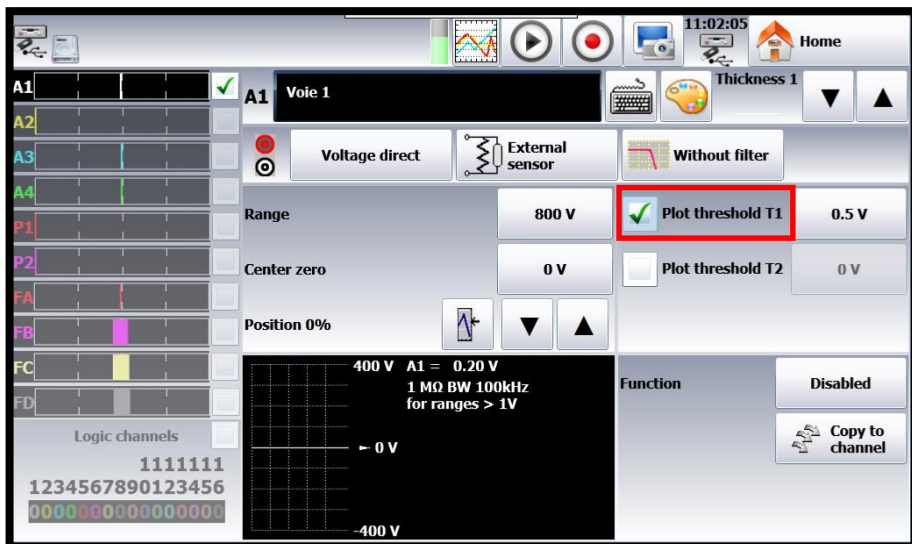 11:02:05
Home
A1
A2
A3
A4
P1
P2
FA
FB
FC
FD
Logic channels
1111111
1234567890123456
0000000000000000
A1 Voie 1
Thickness 1
▼ ▲
Voltage direct
External
sensor
Without filter
Range 800 V
Plot threshold T1 0.5 V
Center zero 0 V
Plot threshold T2 0 V
Position 0% ▼ ▲
400 V A1 = 0.20 V
1 MΩ BW 100kHz
for ranges > 1V
0 V
-400 V
Function Disabled
Copy to
channel